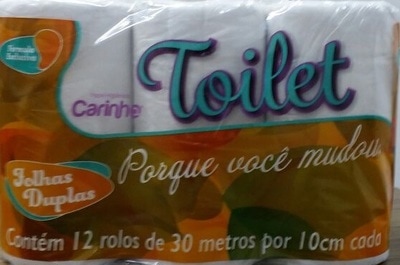 Toilet
Carinho
Porque você mudou
Folhas
Duplas
Contém 12 rolos de 30 metros por 10cm cada